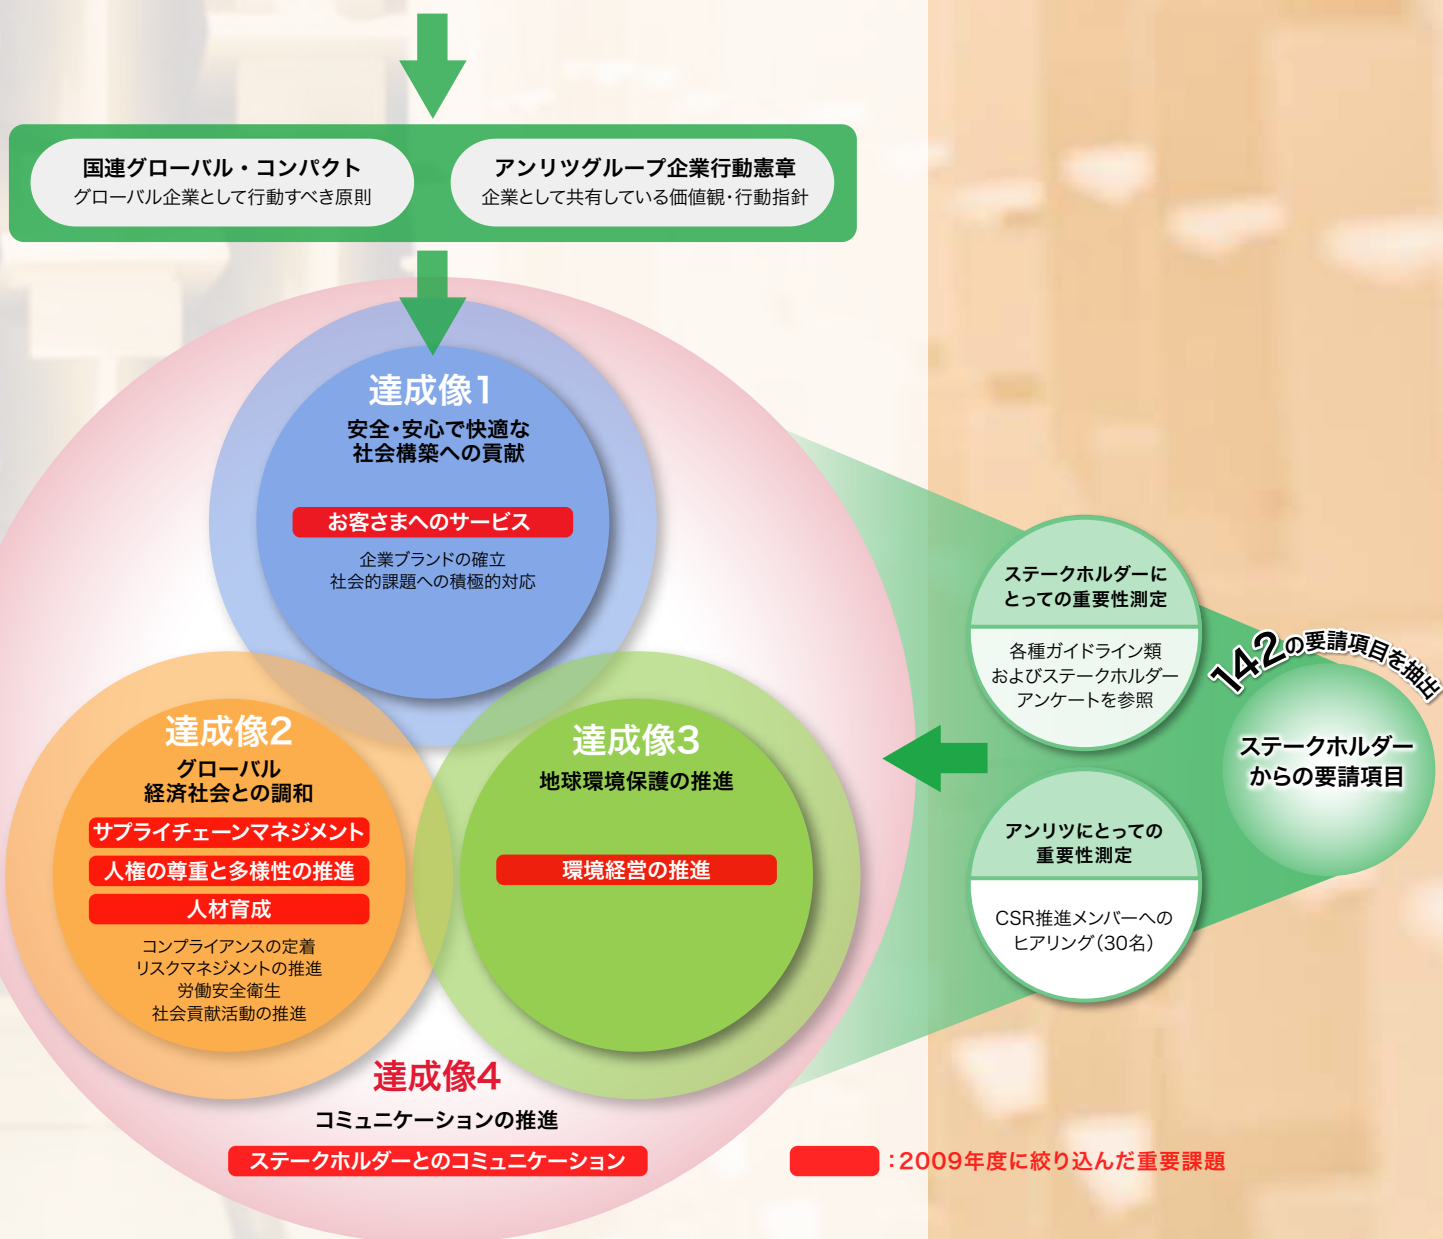 国連グローバル・コンパクト
グローバル企業として行動すべき原則
アンリツグループ企業行動憲章
企業として共有している価値観・行動指針
達成像1
安全・安心で快適な
社会構築への貢献
お客さまへのサービス
企業ブランドの確立
社会的課題への積極的対応
達成像2
グローバル
経済社会との調和
サプライチェーンマネジメント
人権の尊重と多様性の推進
人材育成
コンプライアンスの定着
リスクマネジメントの推進
労働安全衛生
社会貢献活動の推進
達成像3
地球環境保護の推進
環境経営の推進
達成像4
コミュニケーションの推進
ステークホルダーとのコミュニケーション
ステークホルダーに
とっての重要性測定
各種ガイドライン類
およびステークホルダー
アンケートを参照
アンリツにとっての
重要性測定
CSR推進メンバーへの
ヒアリング（30名）
142の要請項目を抽出
ステークホルダー
からの要請項目
：2009年度に絞り込んだ重要課題